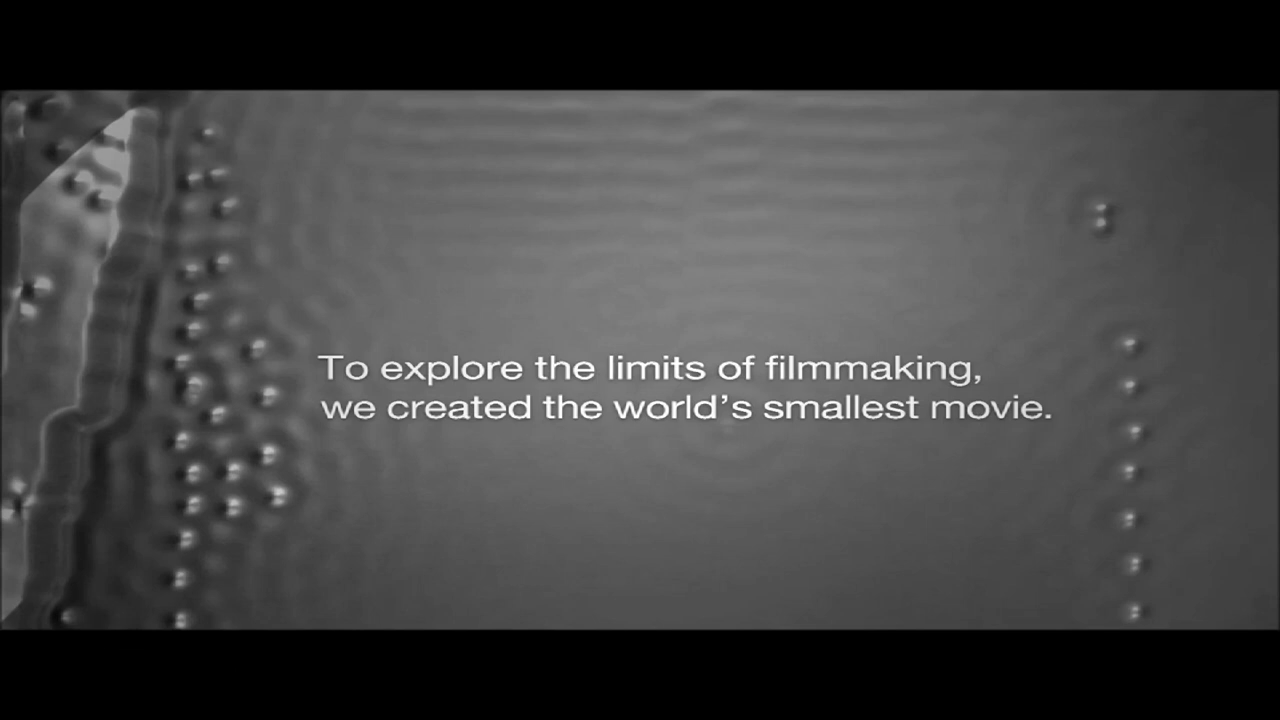 To explore the limits of filmmaking,
we created the world’s smallest movie.